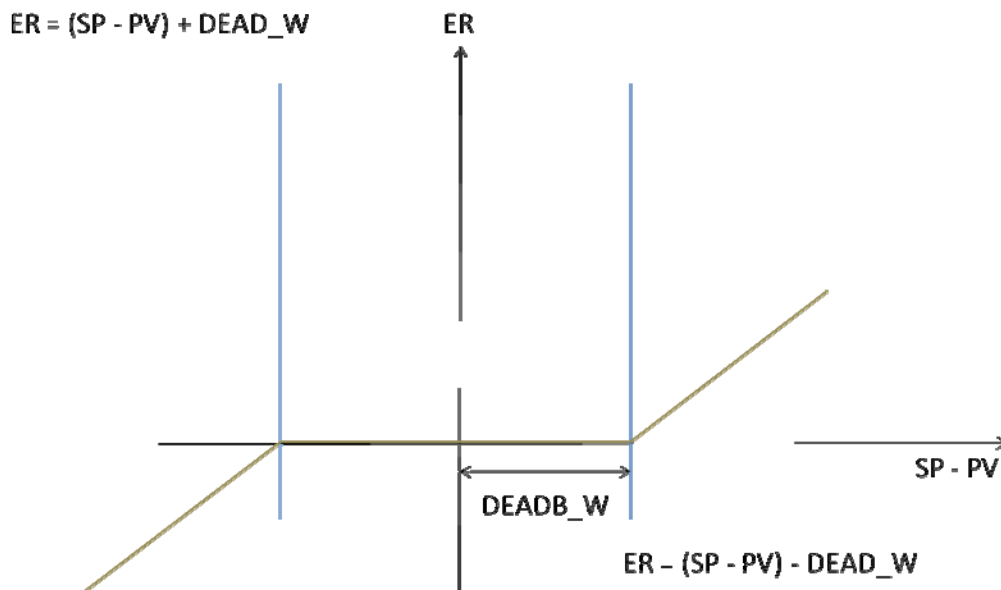 ER = (SP - PV) + DEAD_W
ER
SP - PV
DEADB_W
ER – (SP - PV) - DEAD_W